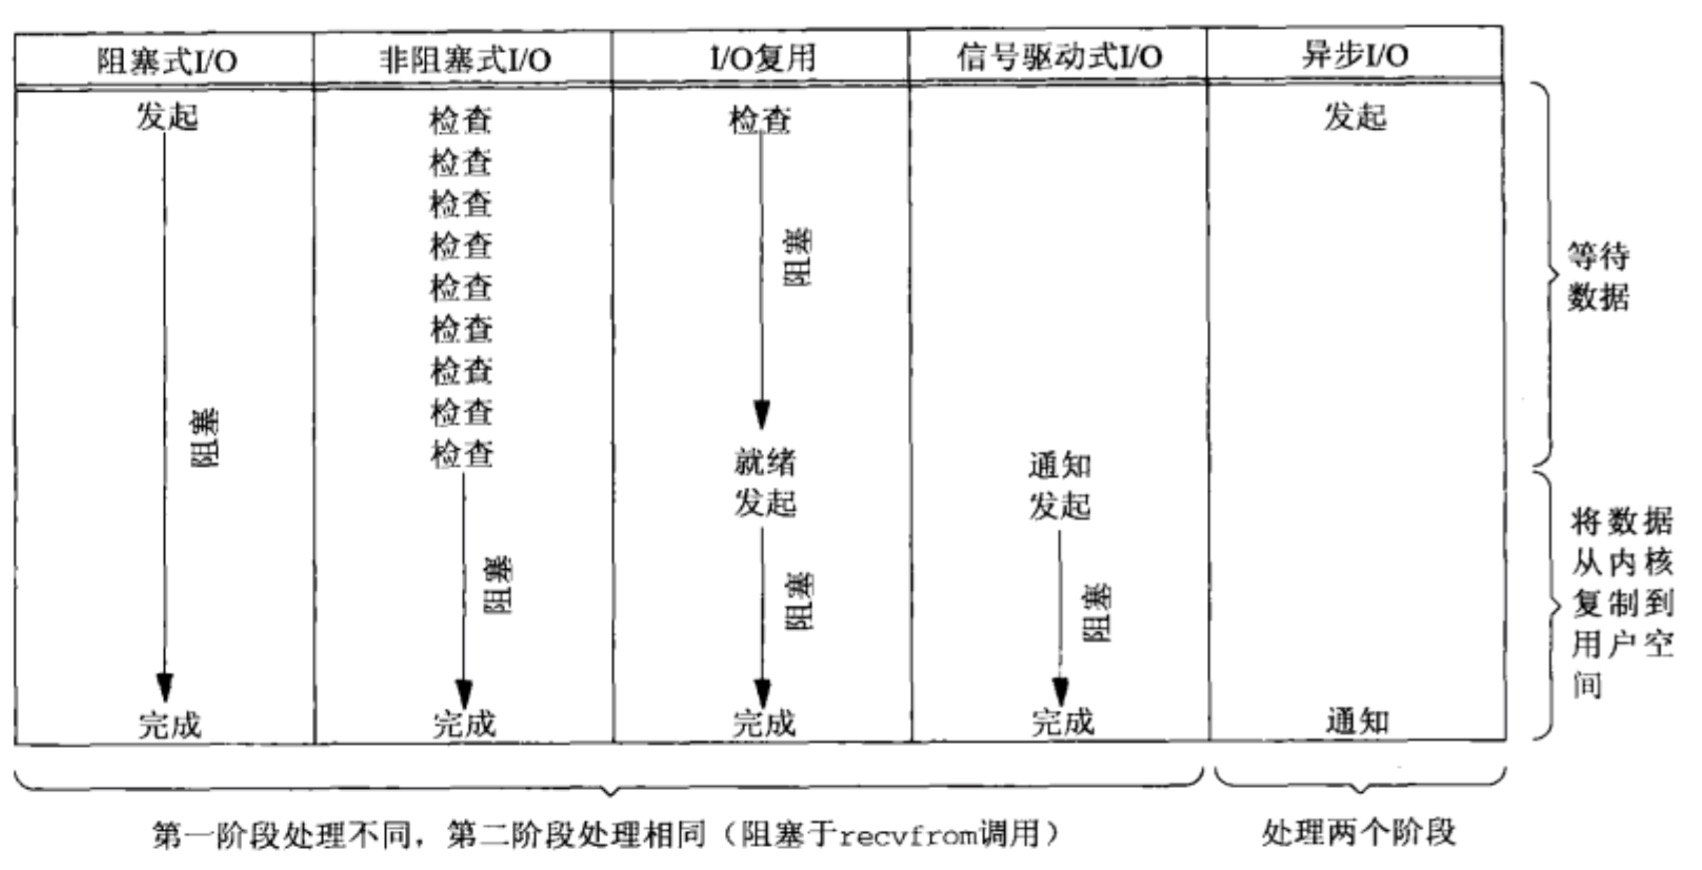 阻塞式I/O 非阻塞式I/O I/O复用 信号驱动式I/O 异步I/O
发起 检查 检查 发起
检查
检查
检查
检查
检查
检查
检查
检查
阻塞
阻塞
就绪 通知
发起 发起
阻塞
阻塞
阻塞
完成 完成 完成 完成 通知
等待
数据
将数据
从内核
复制到
用户空
间
第一阶段处理不同，第二阶段处理相同（阻塞于recvfrom调用）
处理两个阶段